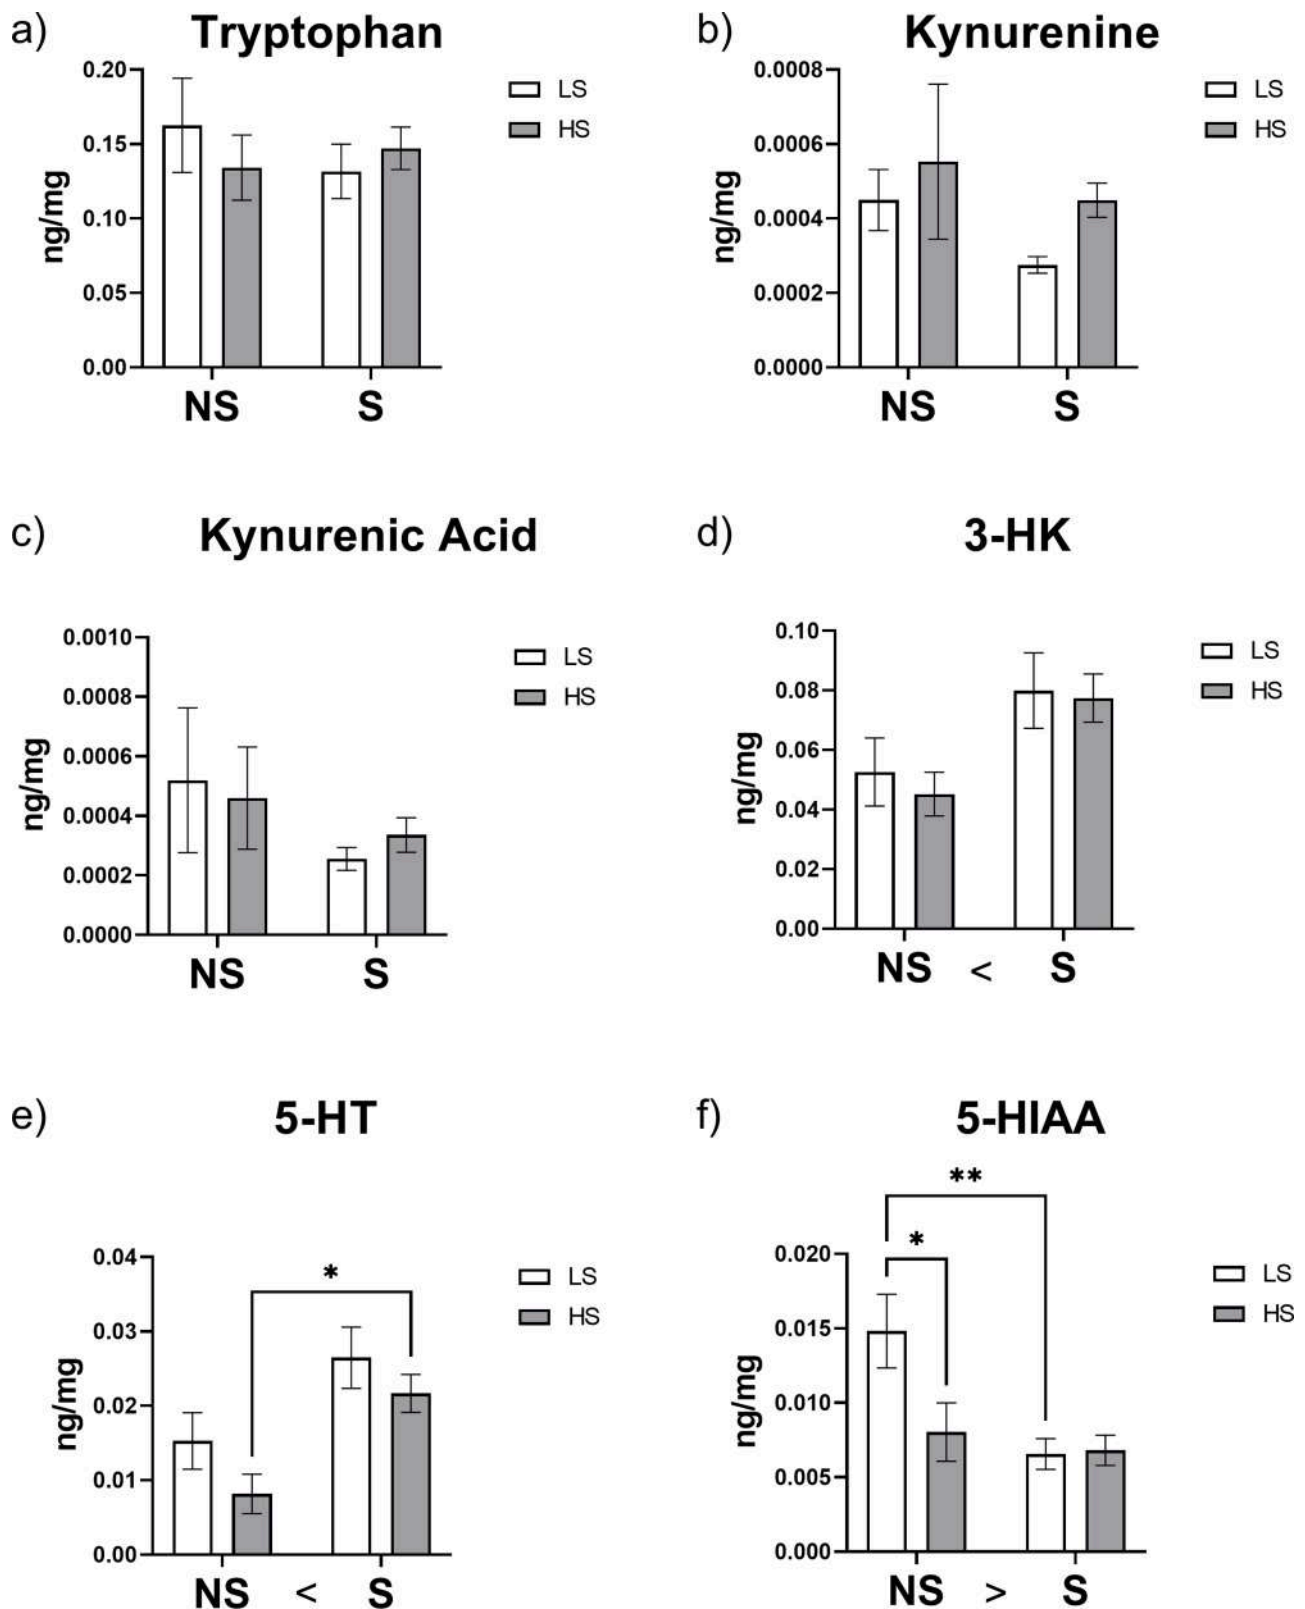 a) Tryptophan
0.20
0.15
0.10
0.05
0.00
ng/mg
NS S
LS
HS
b) Kynurenine
0.0008
0.0006
0.0004
0.0002
0.0000
ng/mg
NS S
LS
HS
c) Kynurenic Acid
0.0010
0.0008
0.0006
0.0004
0.0002
0.0000
ng/mg
NS S
LS
HS
d) 3-HK
0.10
0.08
0.06
0.04
0.02
0.00
ng/mg
NS < S
LS
HS
e) 5-HT
0.04
0.03
0.02
0.01
0.00
ng/mg
*
NS < S
LS
HS
f) 5-HIAA
**
*
0.020
0.015
0.010
0.005
0.000
ng/mg
NS > S
LS
HS